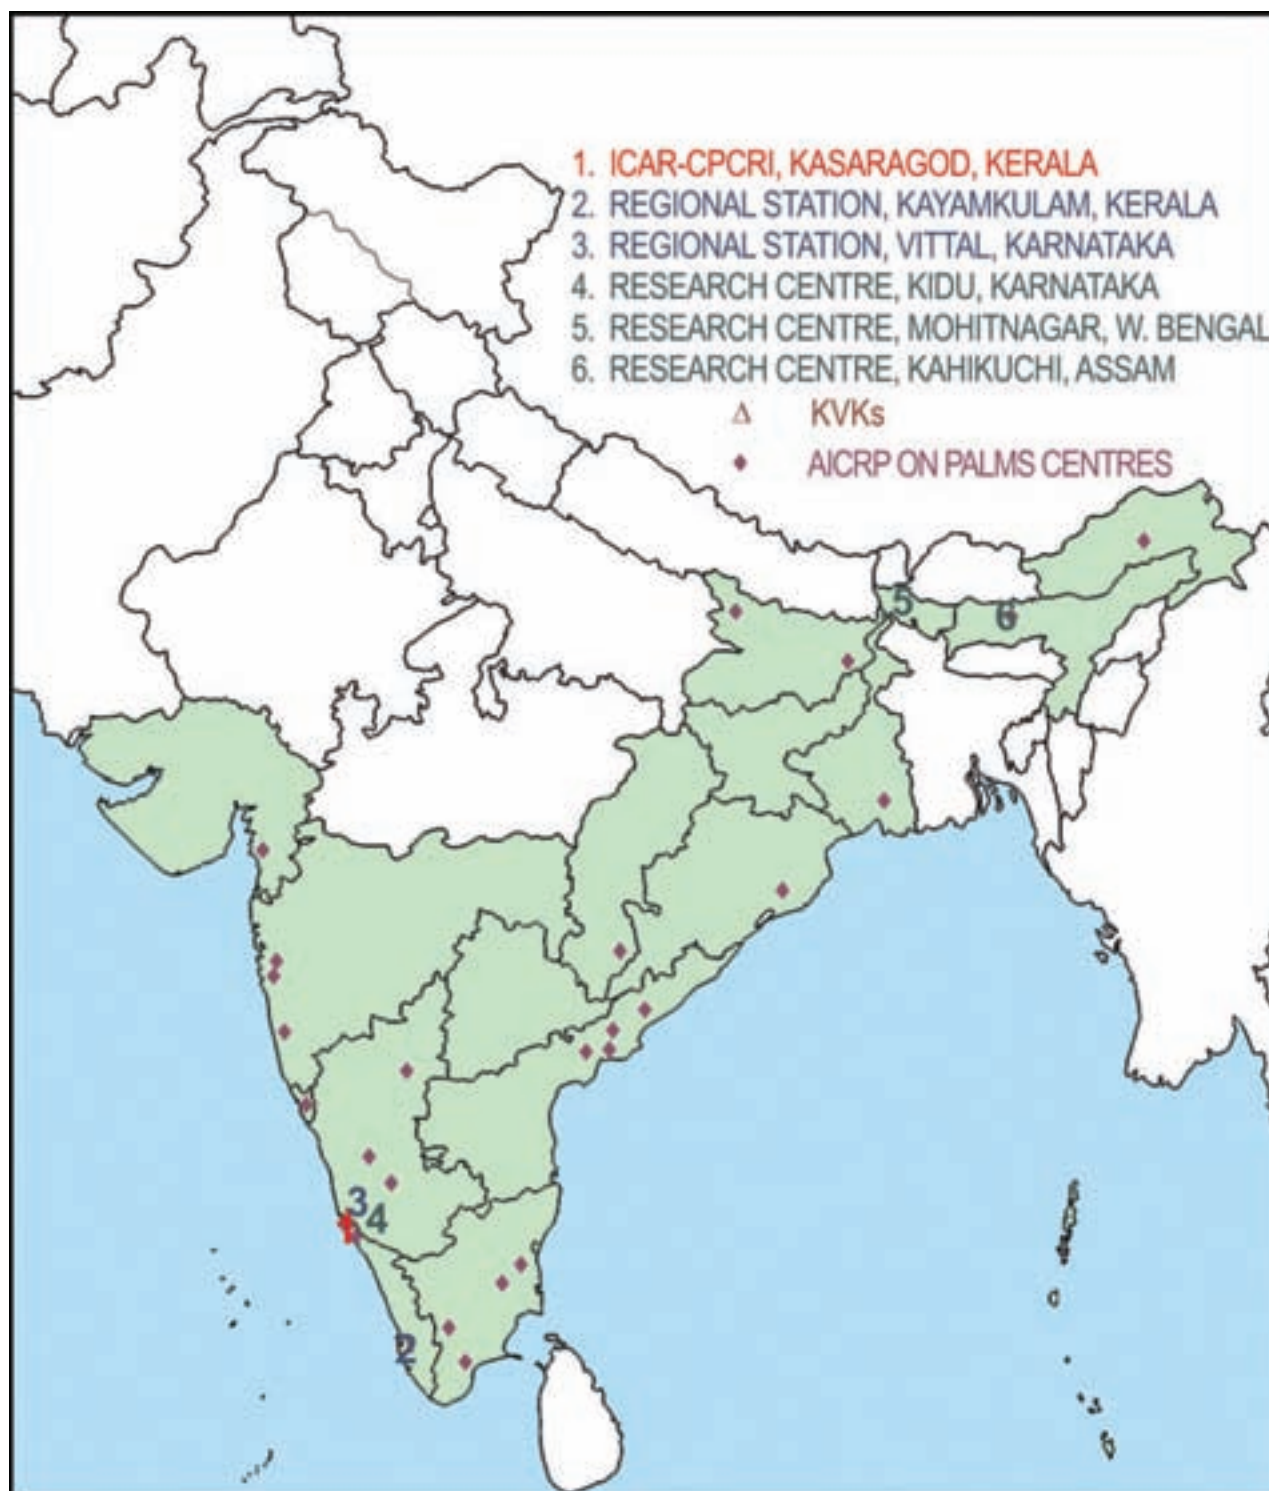 1. ICAR-CPCRI, KASARAGOD, KERALA
2. REGIONAL STATION, KAYAMKULAM, KERALA
3. REGIONAL STATION, VITTAL, KARNATAKA
4. RESEARCH CENTRE, KIDU, KARNATAKA
5. RESEARCH CENTRE, MOHITNAGAR, W. BENGAL
6. RESEARCH CENTRE, KAHIKUCHI, ASSAM
Δ KVKs
♦ AICRP ON PALMS CENTRES
5
6
3
4
1
2